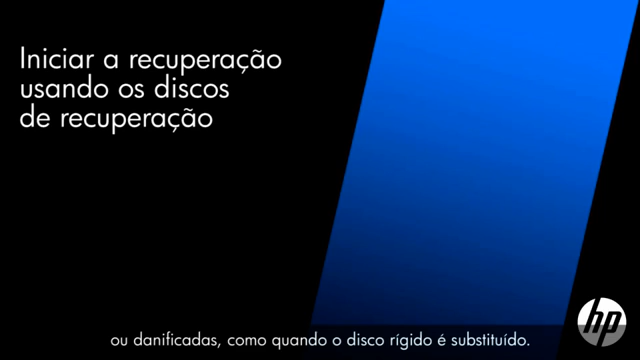 Iniciar a recuperação
usando os discos
de recuperação
hp
ou danificadas, como quando o disco rígido é substituído.